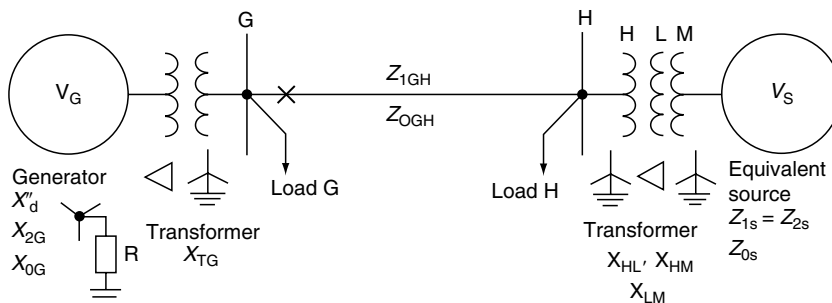 G
H
H L M
V_G
Z_1GH
Z_OGH
V_S
Load G
Load H
Generator
X"_d
X_2G
X_0G
R
Transformer
X_TG
Transformer
X_HL, X_HM
X_LM
Equivalent
source
Z_1s = Z_2s
Z_0s